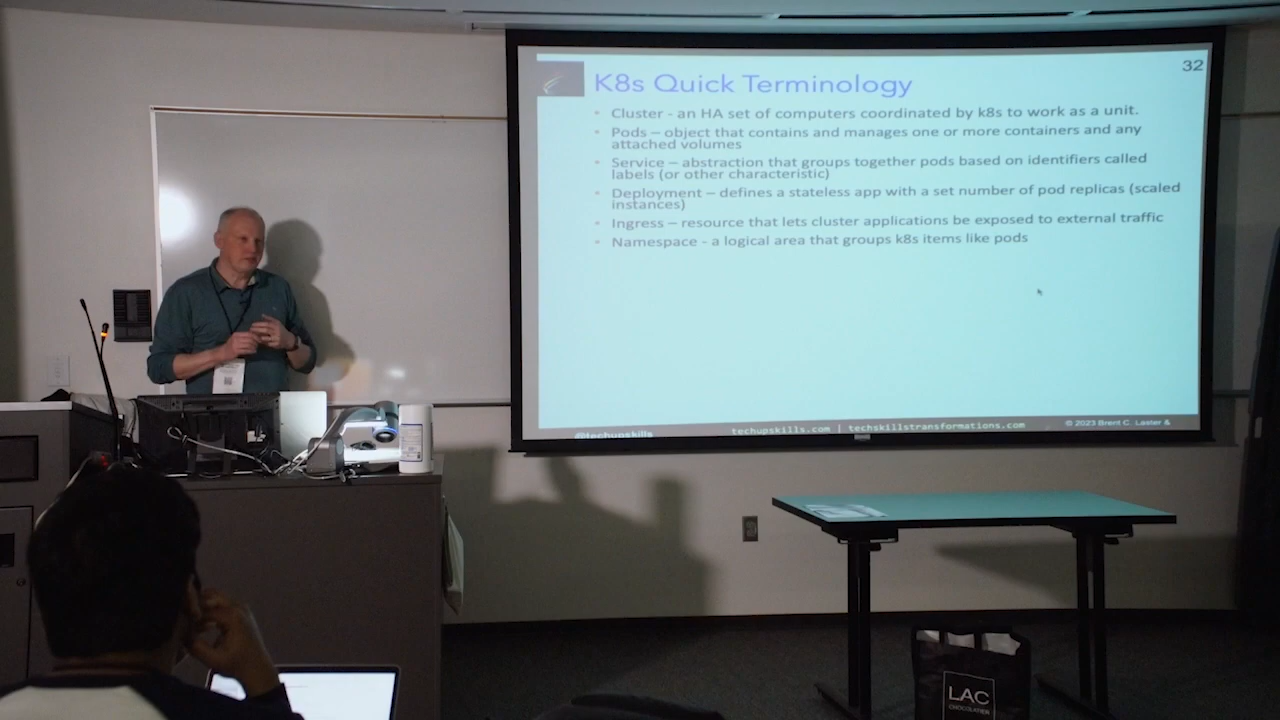 32
K8s Quick Terminology
• Cluster - an HA set of computers coordinated by k8s to work as a unit.
• Pods – object that contains and manages one or more containers and any
attached volumes
• Service – abstraction that groups together pods based on identifiers called
labels (or other characteristic)
• Deployment – defines a stateless app with a set number of pod replicas (scaled
instances)
• Ingress – resource that lets cluster applications be exposed to external traffic
• Namespace - a logical area that groups k8s items like pods
@techupskills
techupskills.com | techskillstransformations.com
© 2023 Brent C. Laster &
LAC
CHOCOLATIER